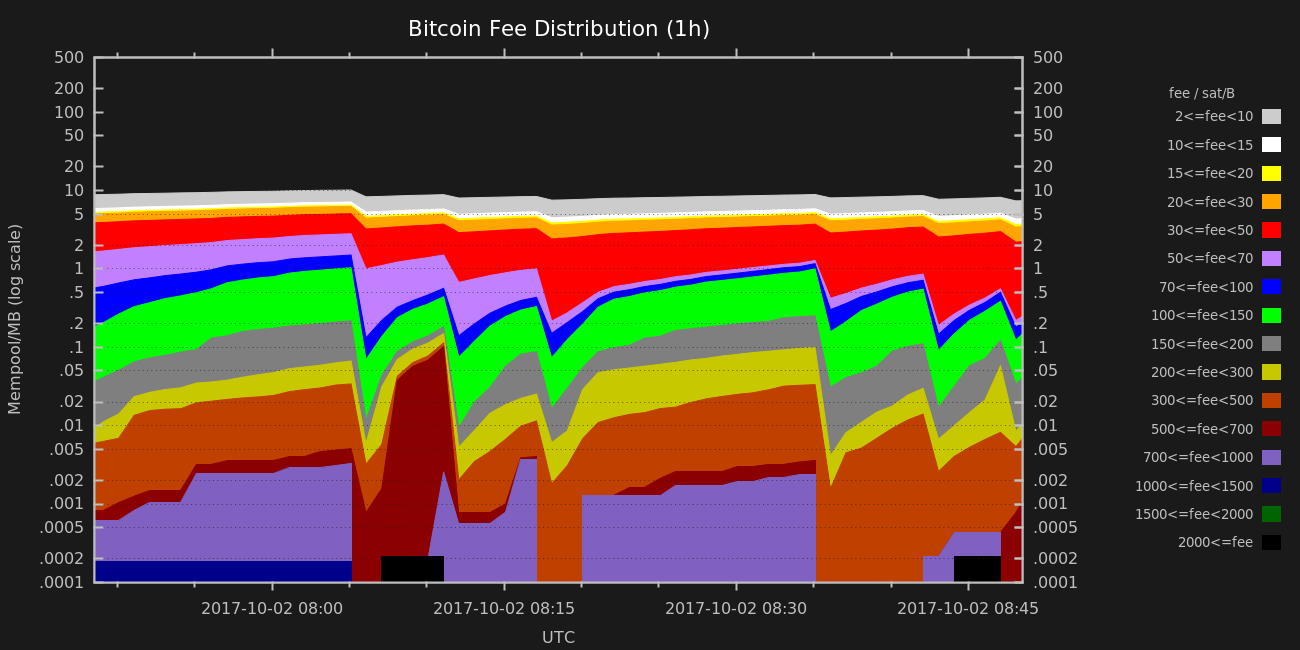 Bitcoin Fee Distribution (1h)
500
200
100
50
20
10
5
2
1
.5
.2
.1
.05
.02
.01
.005
.002
.001
.0005
.0002
.0001
Mempool/MB (log scale)
500
200
100
50
20
10
5
2
1
.5
.2
.1
.05
.02
.01
.005
.002
.001
.0005
.0002
.0001
2017-10-02 08:00
2017-10-02 08:15
2017-10-02 08:30
2017-10-02 08:45
UTC
fee / sat/B
2<=fee<10
10<=fee<15
15<=fee<20
20<=fee<30
30<=fee<50
50<=fee<70
70<=fee<100
100<=fee<150
150<=fee<200
200<=fee<300
300<=fee<500
500<=fee<700
700<=fee<1000
1000<=fee<1500
1500<=fee<2000
2000<=fee